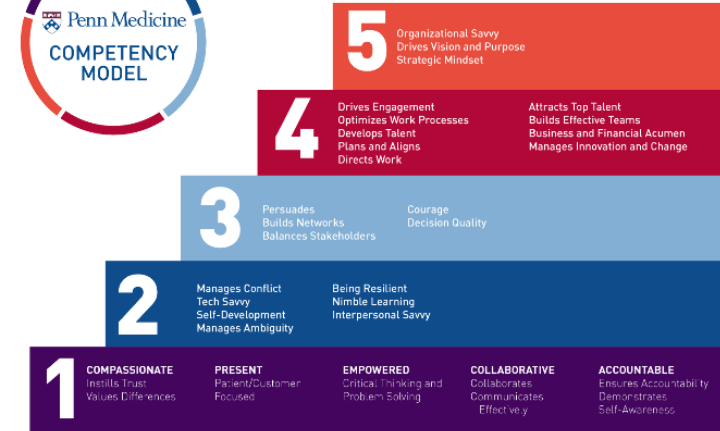 Penn Medicine
COMPETENCY
MODEL
5
Organizational Savvy
Drives Vision and Purpose
Strategic Mindset
4
Drives Engagement
Optimizes Work Processes
Develops Talent
Plans and Aligns
Directs Work
Attracts Top Talent
Builds Effective Teams
Business and Financial Acumen
Manages Innovation and Change
3
Persuades
Builds Networks
Balances Stakeholders
Courage
Decision Quality
2
Manages Conflict
Tech Savvy
Self-Development
Manages Ambiguity
Being Resilient
Nimble Learning
Interpersonal Savvy
1
COMPASSIONATE
Instills Trust
Values Differences
PRESENT
Patient/Customer
Focused
EMPOWERED
Critical Thinking and
Problem Solving
COLLABORATIVE
Collaborates
Communicates
Effectively
ACCOUNTABLE
Ensures Accountability
Demonstrates
Self-Awareness